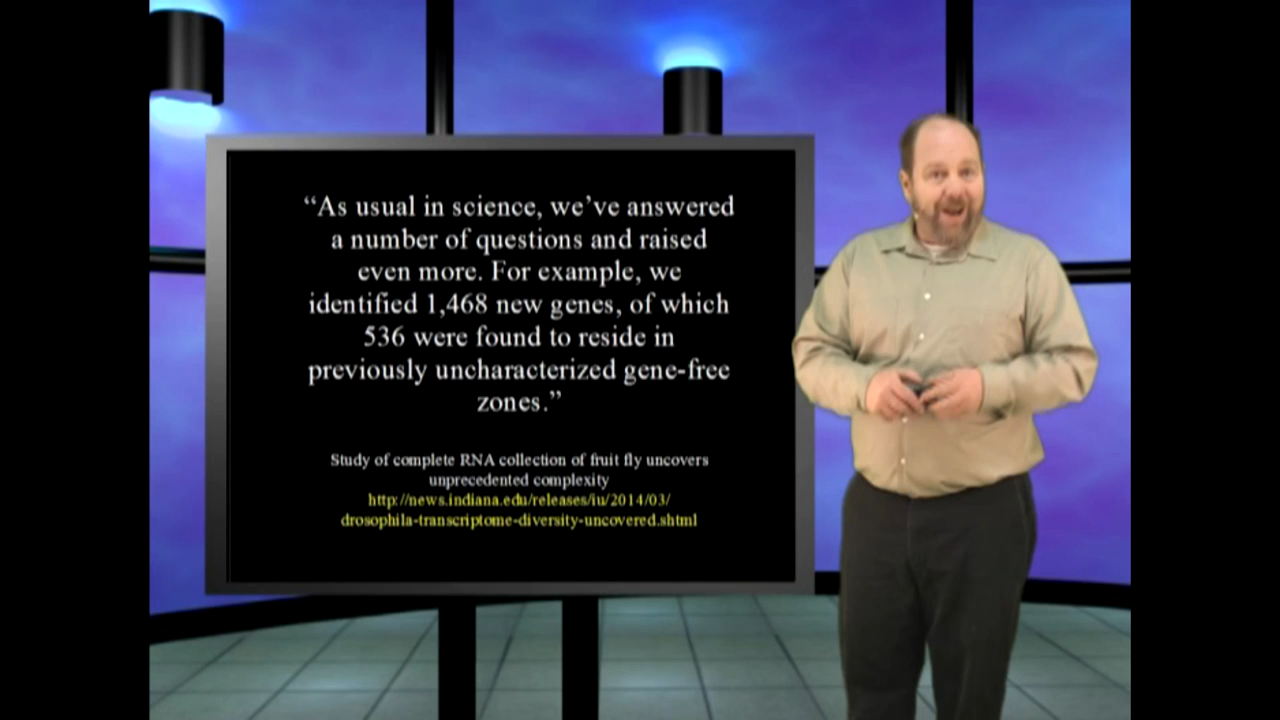 “As usual in science, we’ve answered
a number of questions and raised
even more. For example, we
identified 1,468 new genes, of which
536 were found to reside in
previously uncharacterized gene-free
zones.”
Study of complete RNA collection of fruit fly uncovers
unprecedented complexity
http://news.indiana.edu/releases/iu/2014/03/
drosophila-transcriptome-diversity-uncovered.shtml